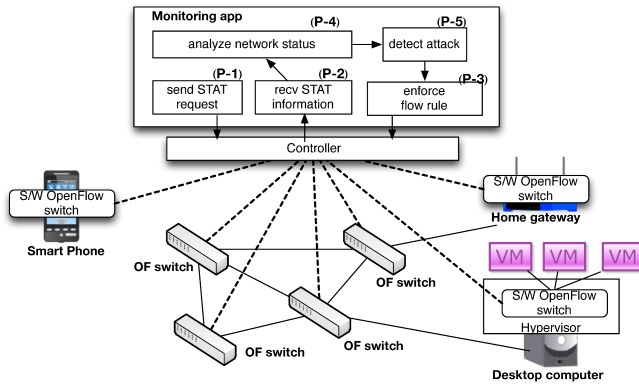 Monitoring app
(P-4)
(P-5)
analyze network status
detect attack
(P-1)
(P-2)
(P-3)
send STAT
request
recv STAT
information
enforce
flow rule
Controller
S/W OpenFlow
switch
Smart Phone
S/W OpenFlow
switch
Home gateway
OF switch
OF switch
OF switch
OF switch
VM
VM
VM
S/W OpenFlow
switch
Hypervisor
Desktop computer